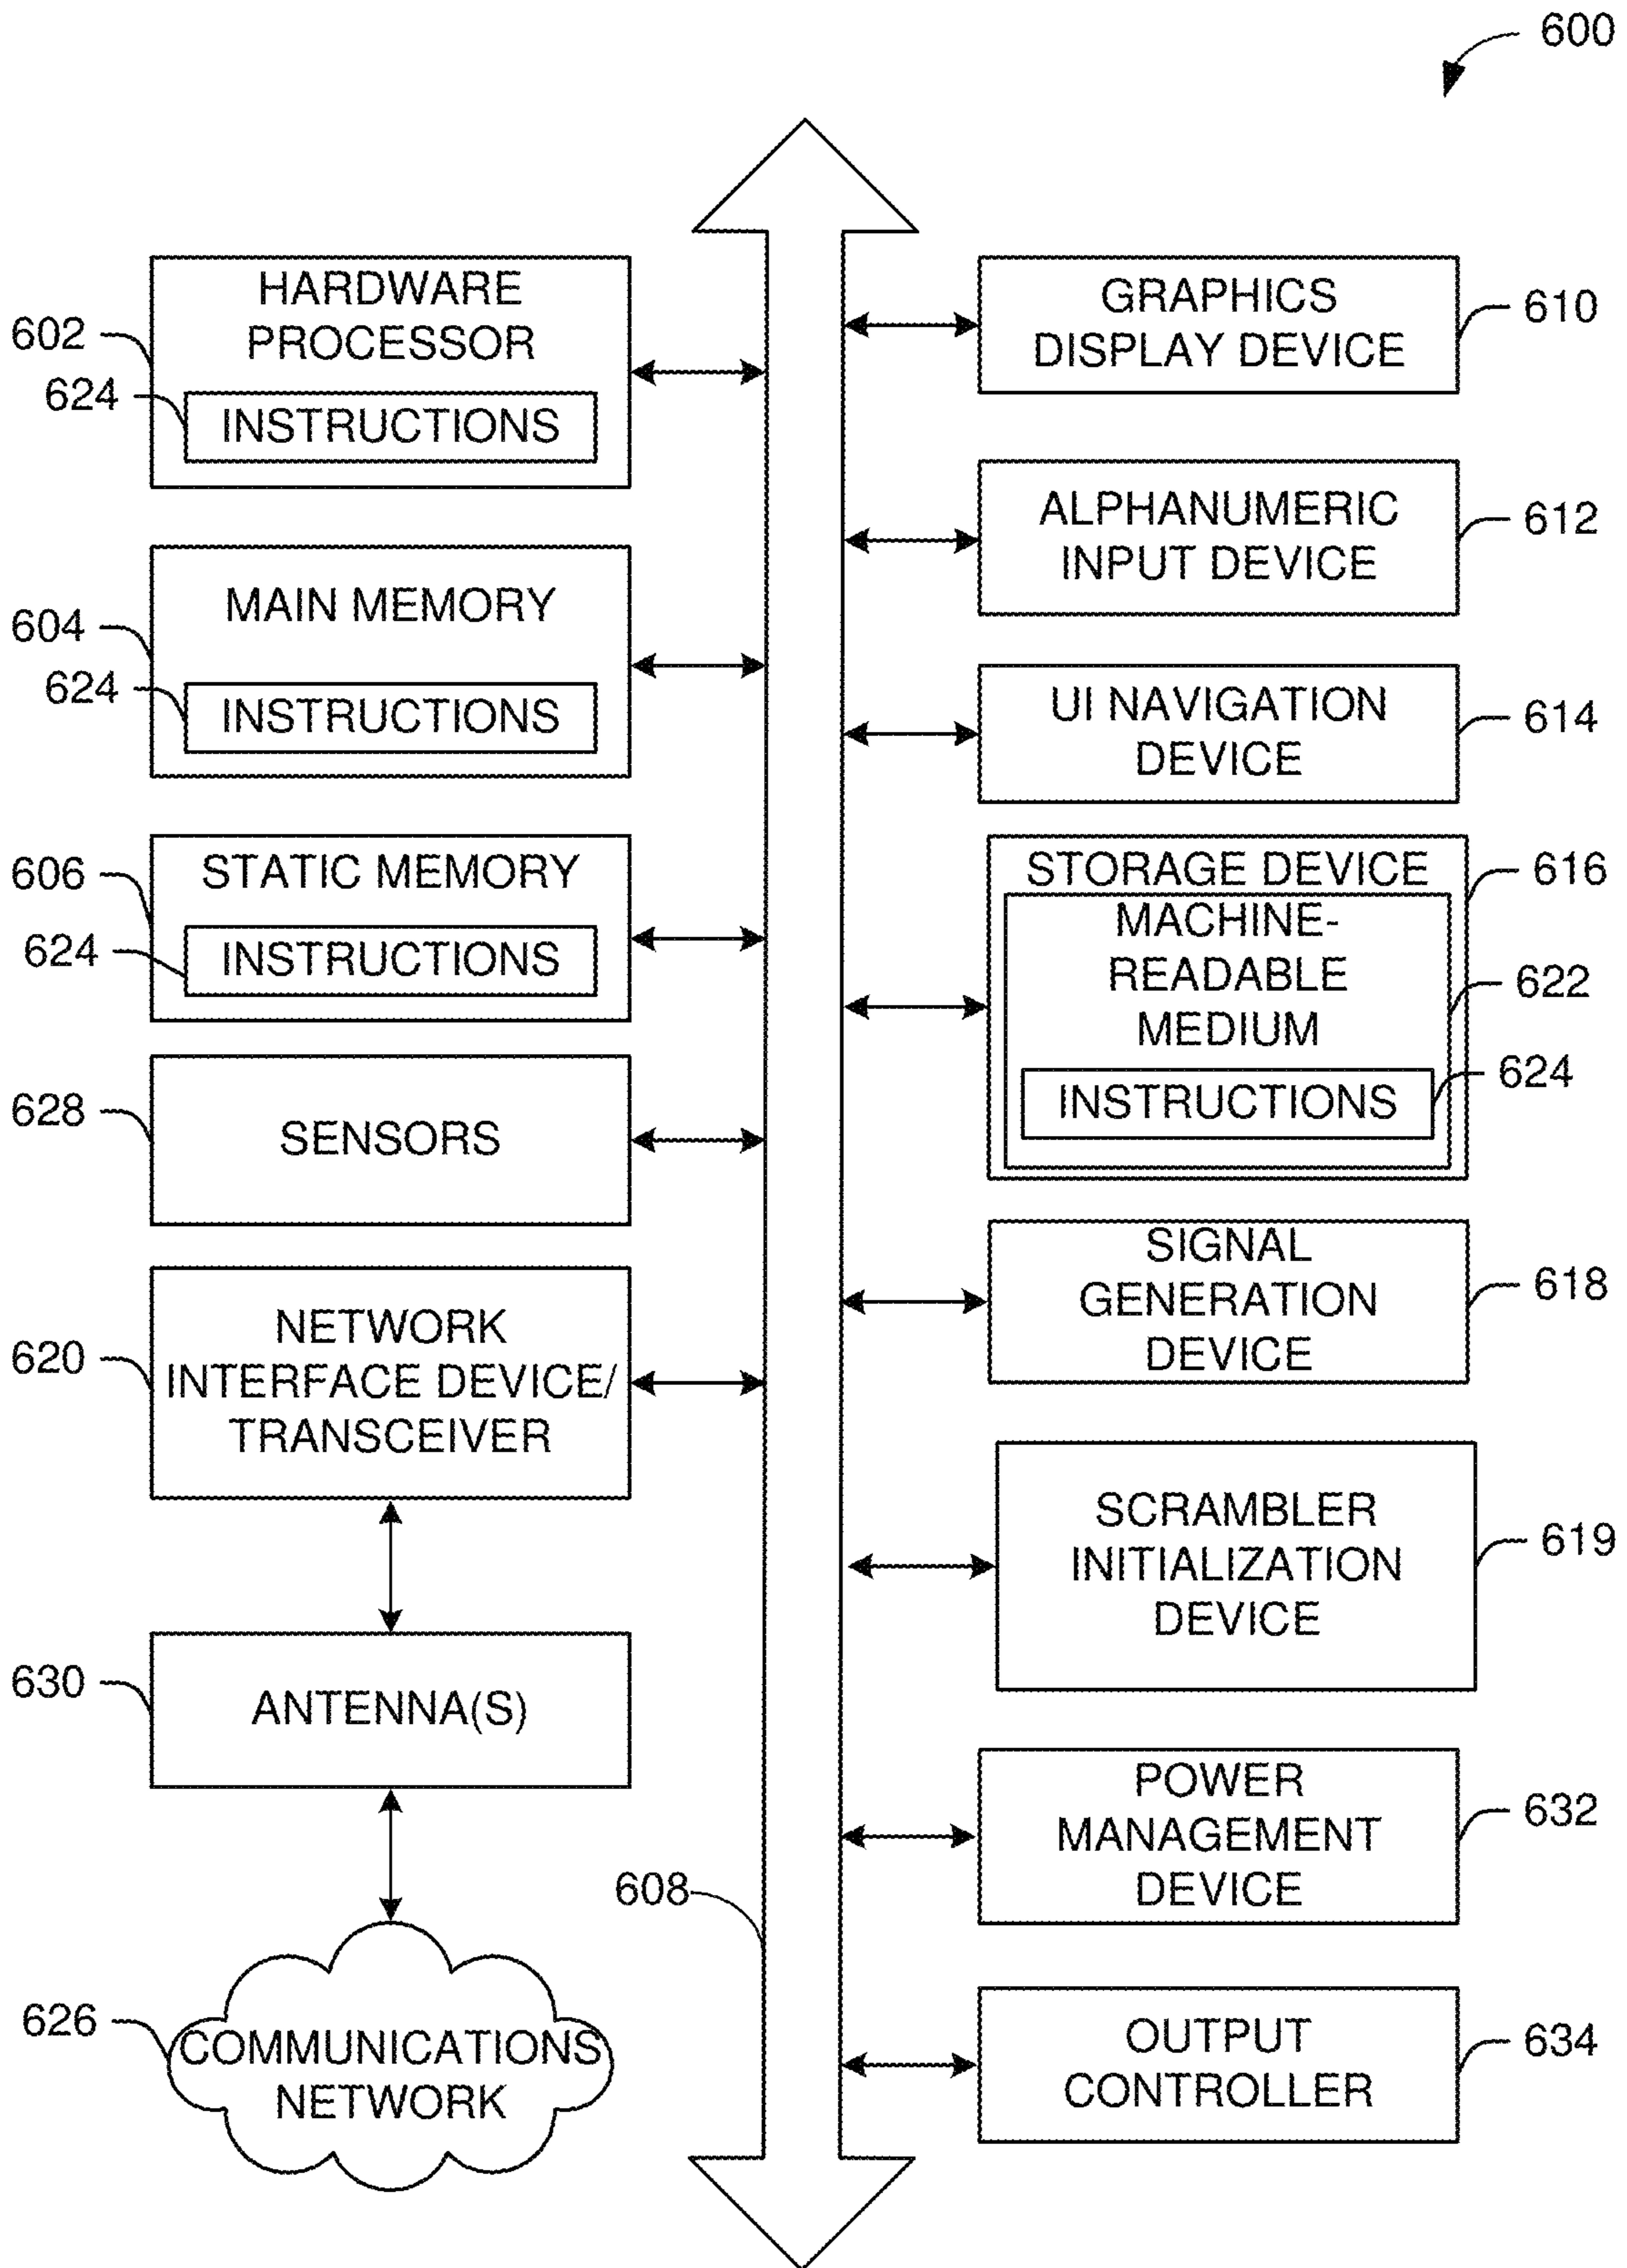 600
HARDWARE
PROCESSOR
602
624
INSTRUCTIONS
MAIN MEMORY
604
624
INSTRUCTIONS
STATIC MEMORY
606
624
INSTRUCTIONS
628
SENSORS
NETWORK
INTERFACE DEVICE/
TRANSCEIVER
620
630
ANTENNA(S)
608
626
COMMUNICATIONS
NETWORK
GRAPHICS
DISPLAY DEVICE
610
ALPHANUMERIC
INPUT DEVICE
612
UI NAVIGATION
DEVICE
614
STORAGE DEVICE
616
MACHINE-
READABLE
MEDIUM
622
INSTRUCTIONS
624
SIGNAL
GENERATION
DEVICE
618
SCRAMBLER
INITIALIZATION
DEVICE
619
POWER
MANAGEMENT
DEVICE
632
OUTPUT
CONTROLLER
634